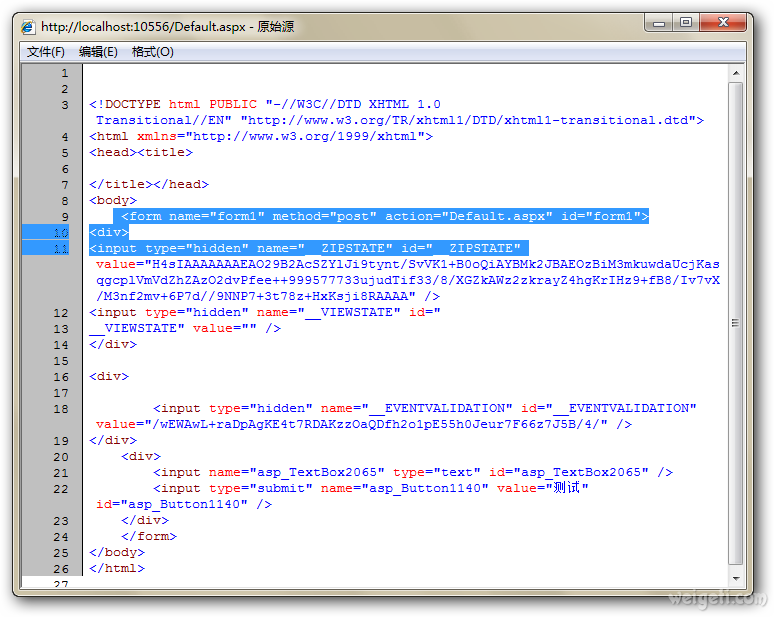 http://localhost:10556/Default.aspx - 原始源
文件(F) 编辑(E) 格式(O)
1
2
3 <!DOCTYPE html PUBLIC "-//W3C//DTD XHTML 1.0
Transitional//EN" "http://www.w3.org/TR/xhtml1/DTD/xhtml1-transitional.dtd">
4 <html xmlns="http://www.w3.org/1999/xhtml">
5 <head><title>
6
7 </title></head>
8 <body>
9 <form name="form1" method="post" action="Default.aspx" id="form1">
10 <div>
11 <input type="hidden" name="__ZIPSTATE" id="__ZIPSTATE"
value="H4sIAAAAAAAEAO29B2AcSZYlJi9tynt/SvVK1+B0oQiAYBMk2JBAEOzBiM3mkuwdaUcjKas
qgcplVmVdZhZAzO2dvPfee++999577733ujudTif33/8/XGZkAWz2zkrayZ4hgKrIHz9+fB8/Iv7vX
/M3nf2mv+6P7d//9NNP7+3t78z+HxKsji8RAAAA" />
12 <input type="hidden" name="__VIEWSTATE" id="
13 __VIEWSTATE" value="" />
14 </div>
15
16 <div>
17
18 <input type="hidden" name="__EVENTVALIDATION" id="__EVENTVALIDATION"
value="/wEWAwL+raDpAgKE4t7RDAKzzOaQDfh2o1pE55h0Jeur7F66z7J5B/4/" />
19 </div>
20 <div>
21 <input name="asp_TextBox2065" type="text" id="asp_TextBox2065" />
22 <input type="submit" name="asp_Button1140" value="测试"
id="asp_Button1140" />
23 </div>
24 </form>
25 </body>
26 </html>
27
weigeti.com